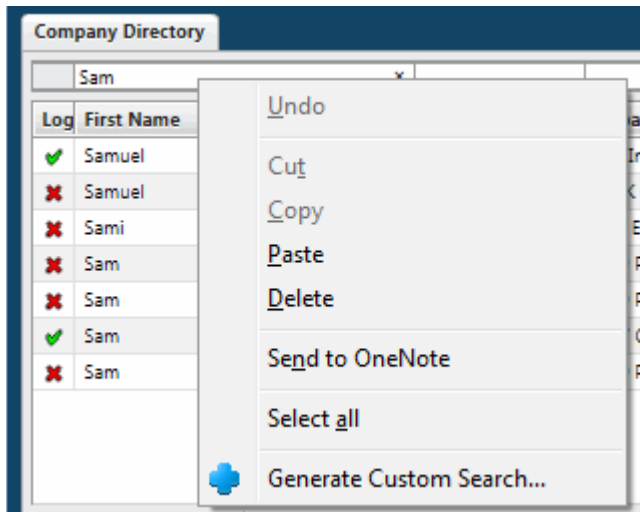 Company Directory
Sam x
Log First Name
Samuel
Samuel
Sami
Sam
Sam
Sam
Sam
Undo
Cut
Copy
Paste
Delete
Send to OneNote
Select all
Generate Custom Search...